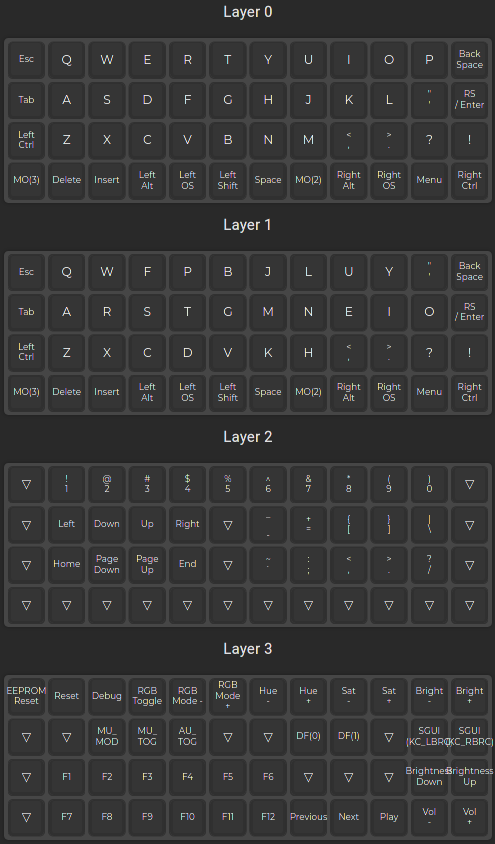 Layer 0
Esc Q W E R T Y U I O P Back Space
Tab A S D F G H J K L " ' RS / Enter
Left Ctrl Z X C V B N M < , > . ? !
MO(3) Delete Insert Left Alt Left OS Left Shift Space MO(2) Right Alt Right OS Menu Right Ctrl
Layer 1
Esc Q W F P B J L U Y " ' Back Space
Tab A R S T G M N E I O RS / Enter
Left Ctrl Z X C D V K H < , > . ? !
MO(3) Delete Insert Left Alt Left OS Left Shift Space MO(2) Right Alt Right OS Menu Right Ctrl
Layer 2
▽ ! 1 @ 2 # 3 $ 4 % 5 ^ 6 & 7 * 8 ( 9 ) 0 ▽
▽ Left Down Up Right ▽ _ - + = { [ } ] | \ ▽
▽ Home Page Down Page Up End ▽ ~ ` : ; < , > . ? / ▽
▽ ▽ ▽ ▽ ▽ ▽ ▽ ▽ ▽ ▽ ▽ ▽
Layer 3
EEPROM Reset Reset Debug RGB Toggle RGB Mode - RGB Mode + Hue - Hue + Sat - Sat + Bright - Bright +
▽ ▽ MU_MOD MU_TOG AU_TOG ▽ ▽ DF(0) DF(1) ▽ SGUI (KC_LBRC) SGUI (KC_RBRC)
▽ F1 F2 F3 F4 F5 F6 ▽ ▽ ▽ Brightness Down Brightness Up
▽ F7 F8 F9 F10 F11 F12 Previous Next Play Vol - Vol +